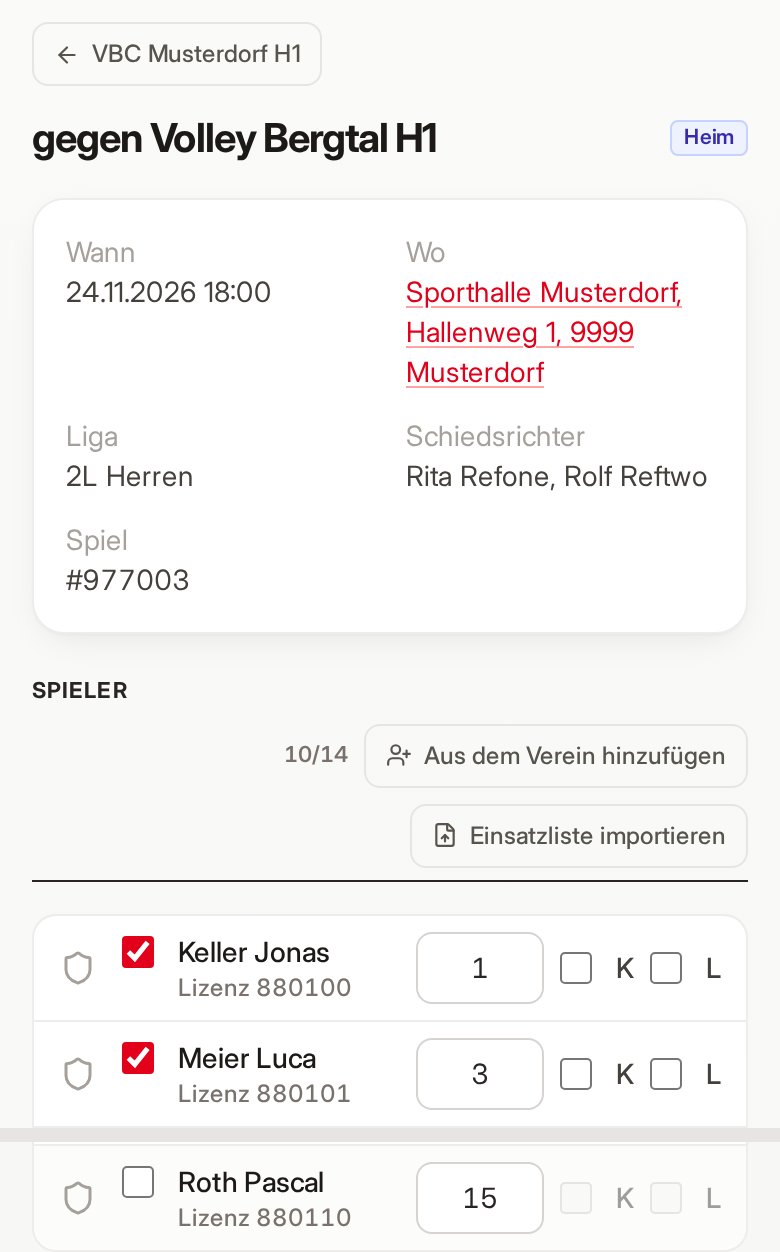 ← VBC Musterdorf H1
gegen Volley Bergtal H1
Heim
Wann
24.11.2026 18:00
Wo
Sporthalle Musterdorf,
Hallenweg 1, 9999
Musterdorf
Liga
2L Herren
Schiedsrichter
Rita Refone, Rolf Reftwo
Spiel
#977003
SPIELER
10/14
Aus dem Verein hinzufügen
Einsatzliste importieren
Keller Jonas
Lizenz 880100
1 K L
Meier Luca
Lizenz 880101
3 K L
Roth Pascal
Lizenz 880110
15 K L